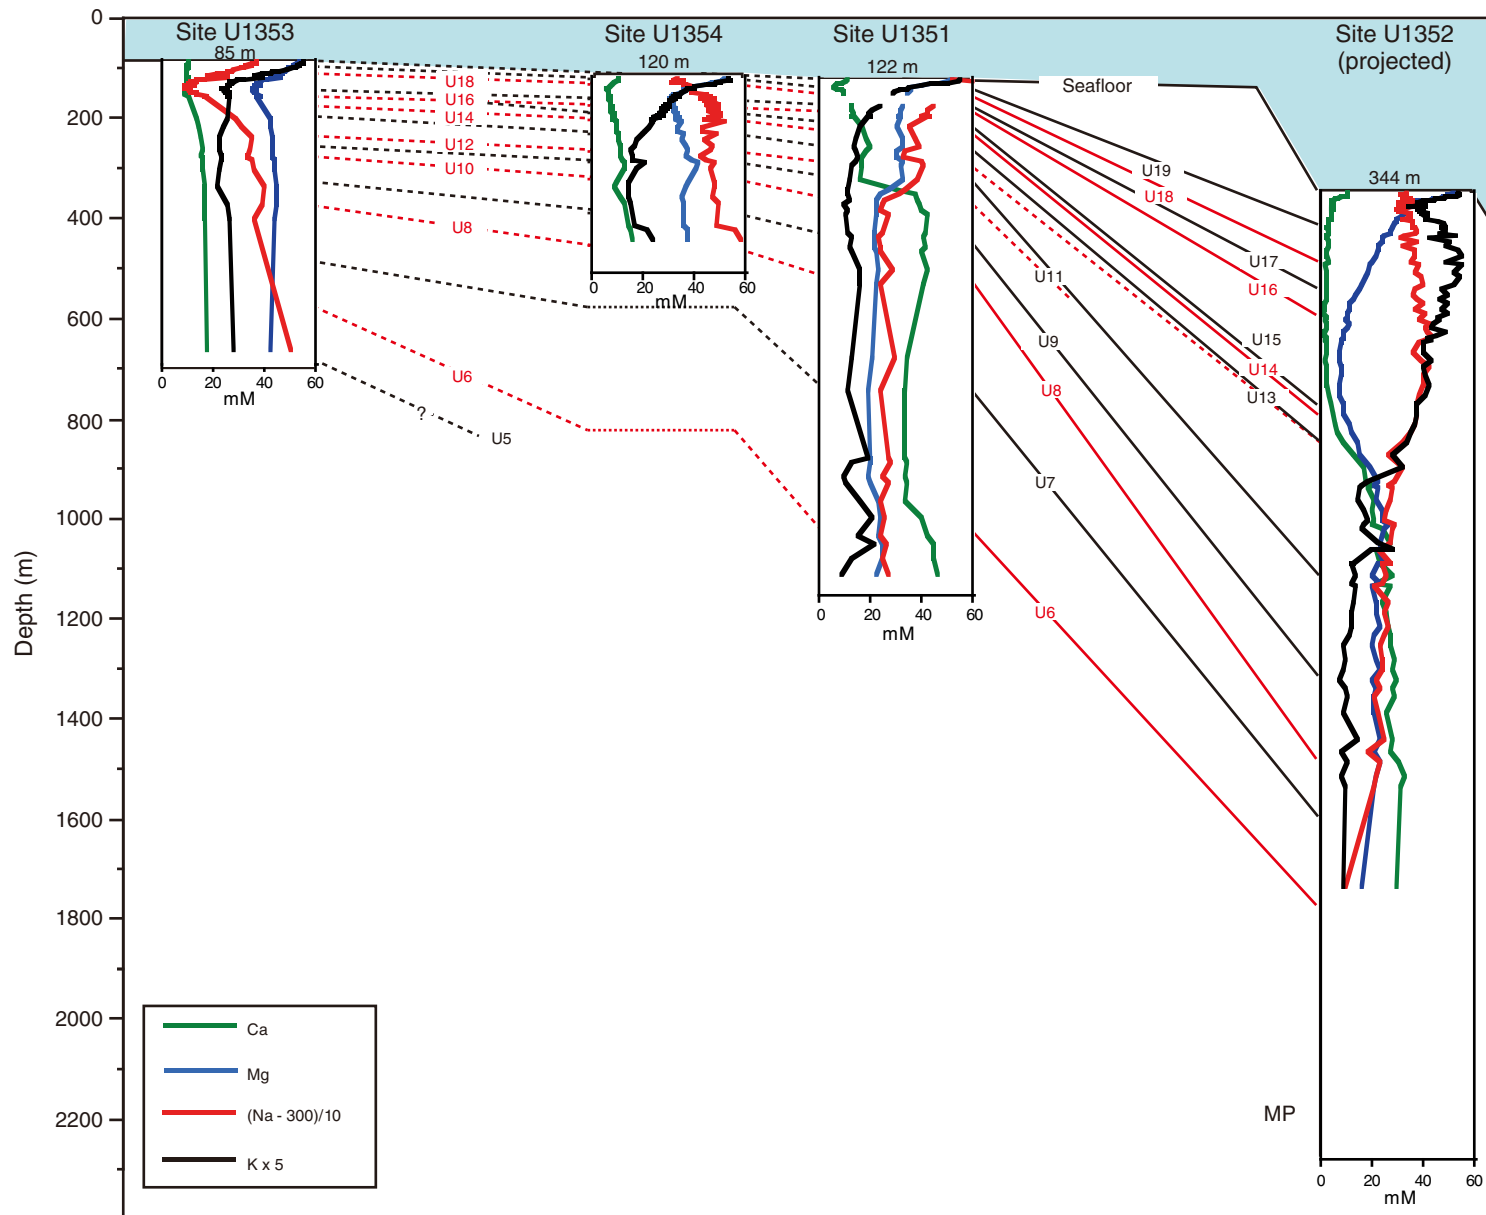 Site U1353
85 m
Site U1354
120 m
Site U1351
122 m
Site U1352
(projected)
344 m
Seafloor
0
200
400
600
800
1000
1200
1400
1600
1800
2000
2200
Depth (m)
U18
U16
U14
U12
U10
U8
U6
?
U5
0
20
40
60
mM
0
20
40
60
mM
0
20
40
60
mM
U19
U18
U17
U16
U15
U14
U13
U11
U9
U8
U7
U6
MP
0
20
40
60
mM
Ca
Mg
(Na - 300)/10
K x 5